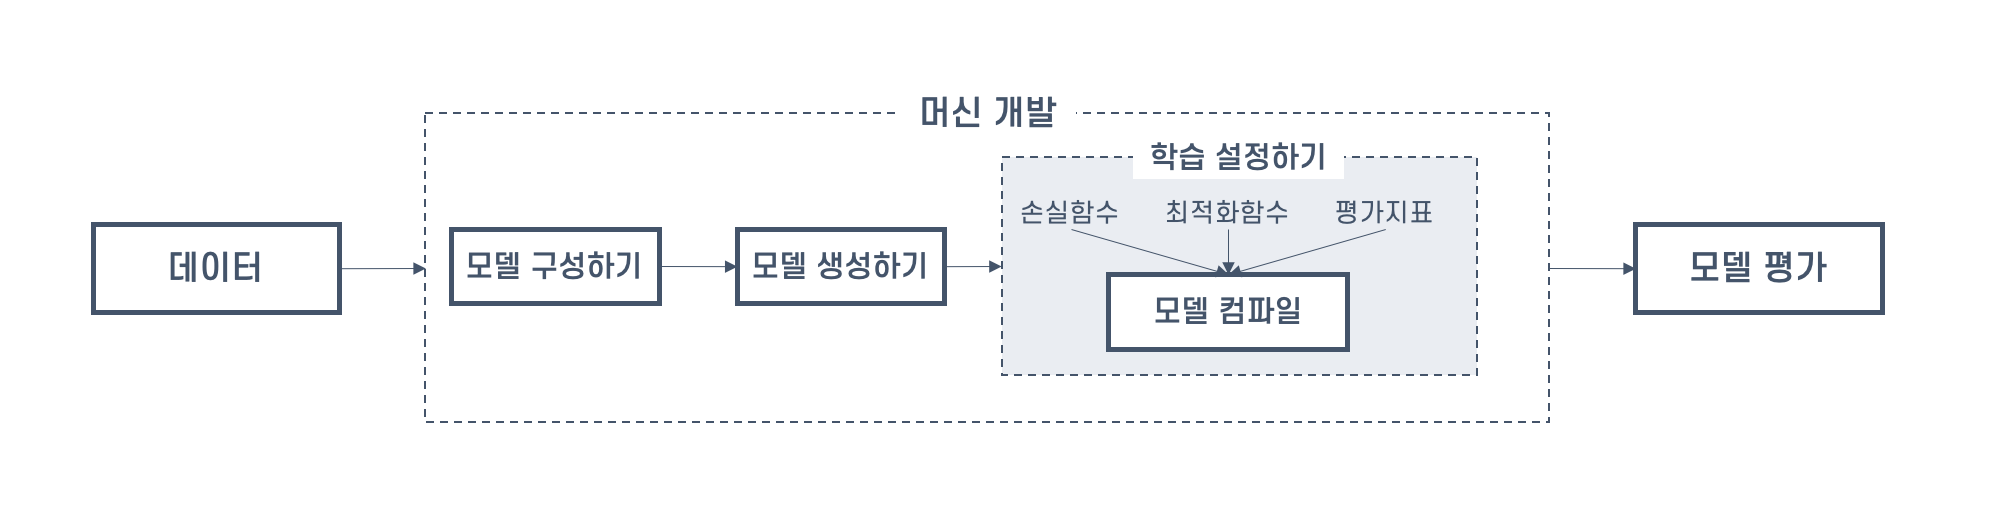 머신 개발
학습 설정하기
손실함수
최적화함수
평가지표
데이터
모델 구성하기
모델 생성하기
모델 컴파일
모델 평가